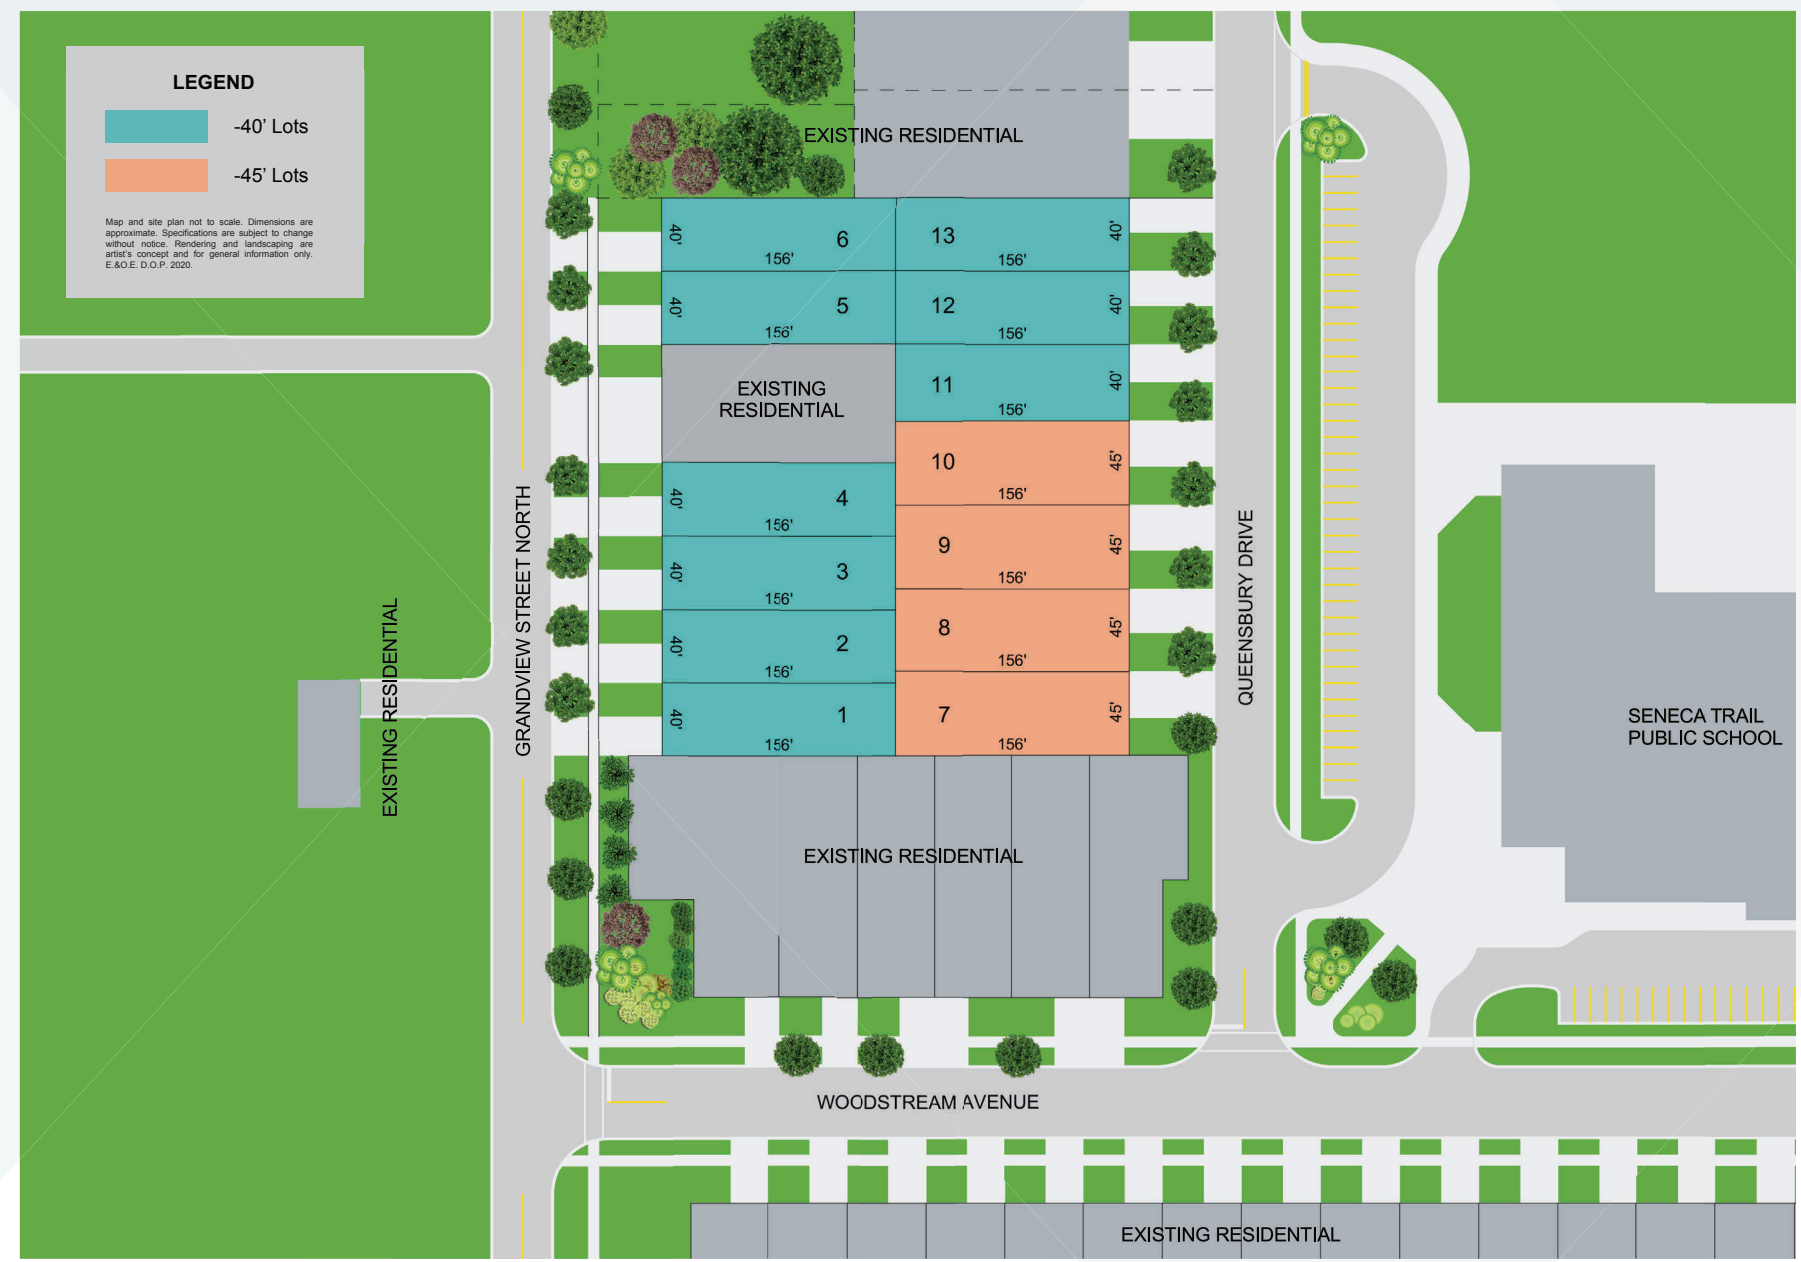 LEGEND
-40' Lots
-45' Lots
Map and site plan not to scale. Dimensions are
approximate. Specifications are subject to change
without notice. Rendering and landscaping are
artist's concept and for general information only.
E.&O.E. D.O.P. 2020.
EXISTING RESIDENTIAL
40'
6
156'
13
156'
40'
40'
5
156'
12
156'
40'
EXISTING
RESIDENTIAL
11
156'
40'
10
156'
45'
40'
4
156'
9
156'
45'
40'
3
156'
8
156'
45'
40'
2
156'
7
156'
45'
40'
1
156'
GRANDVIEW STREET NORTH
QUEENSBURY DRIVE
EXISTING RESIDENTIAL
SENECA TRAIL
PUBLIC SCHOOL
EXISTING RESIDENTIAL
WOODSTREAM AVENUE
EXISTING RESIDENTIAL